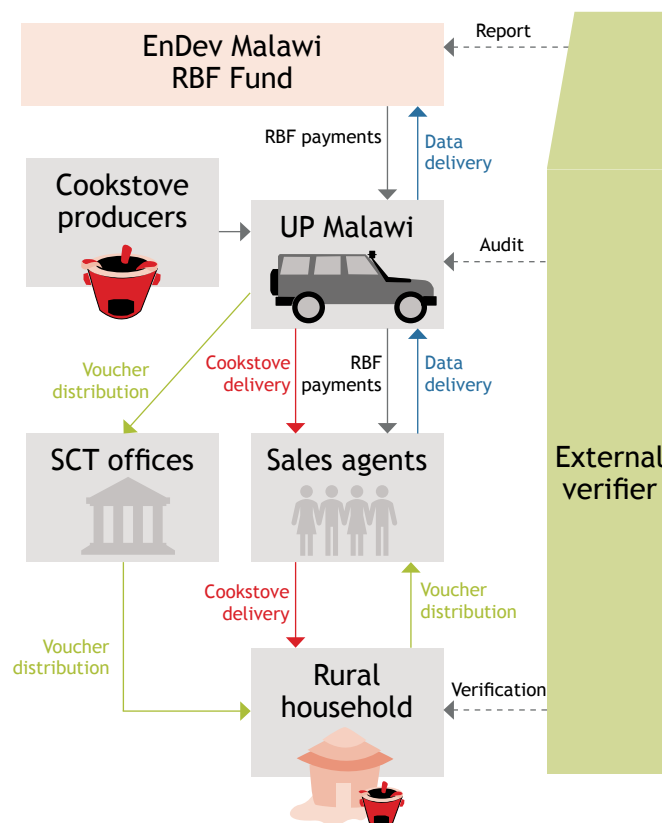 EnDev Malawi
RBF Fund
Report
RBF payments
Data
delivery
Cookstove
producers
UP Malawi
Audit
Voucher
distribution
Cookstove
delivery
RBF
payments
Data
delivery
SCT offices
Sales agents
External
verifier
Cookstove
delivery
Voucher
distribution
Voucher
distribution
Rural
household
Verification